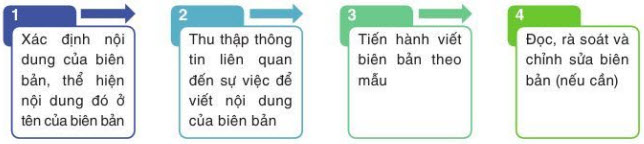 1
Xác định nội
dung của biên
bản, thể hiện
nội dung đó ở
tên của biên bản
2
Thu thập thông
tin liên quan
đến sự việc để
viết nội dung
của biên bản
3
Tiến hành viết
biên bản theo
mẫu
4
Đọc, rà soát và
chỉnh sửa biên
bản (nếu cần)